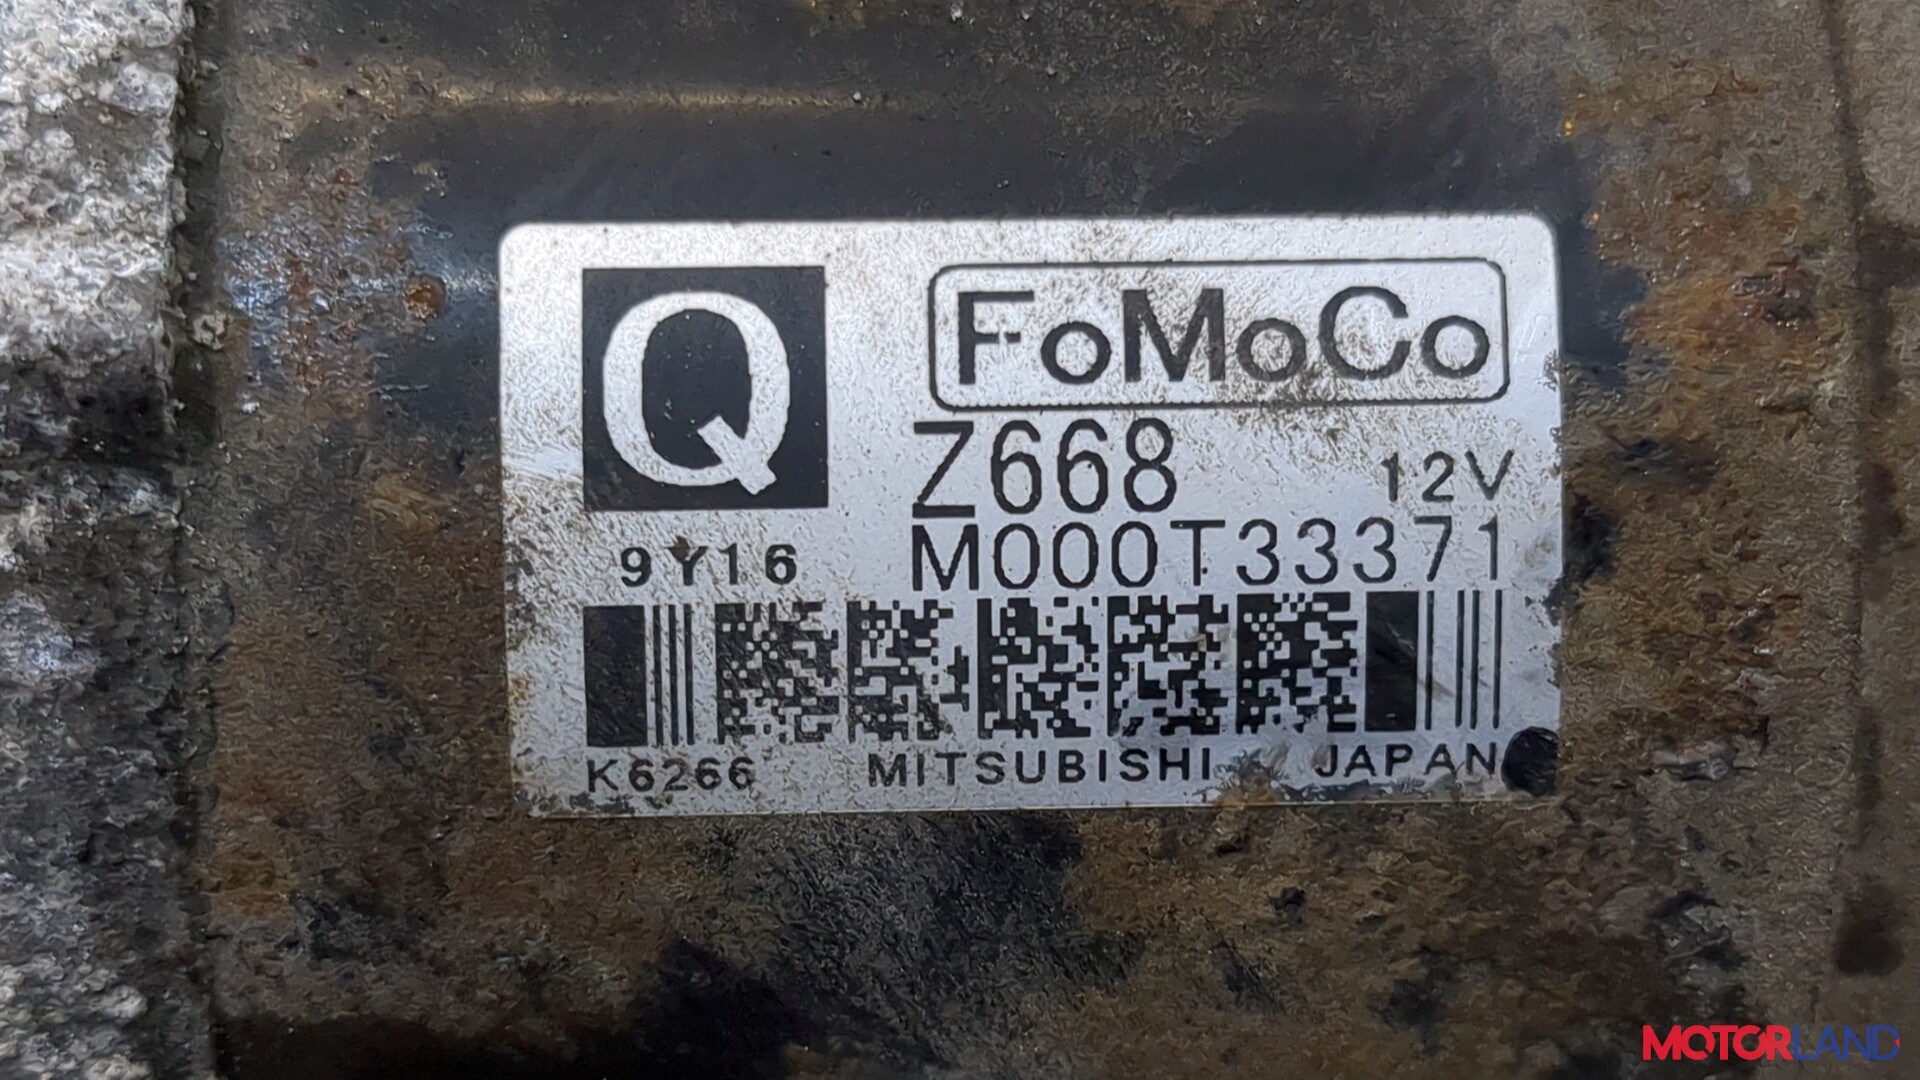 Q
FoMoCo
Z668 12V
9Y16 M000T33371
K6266 MITSUBISHI JAPAN
MOTORLAND